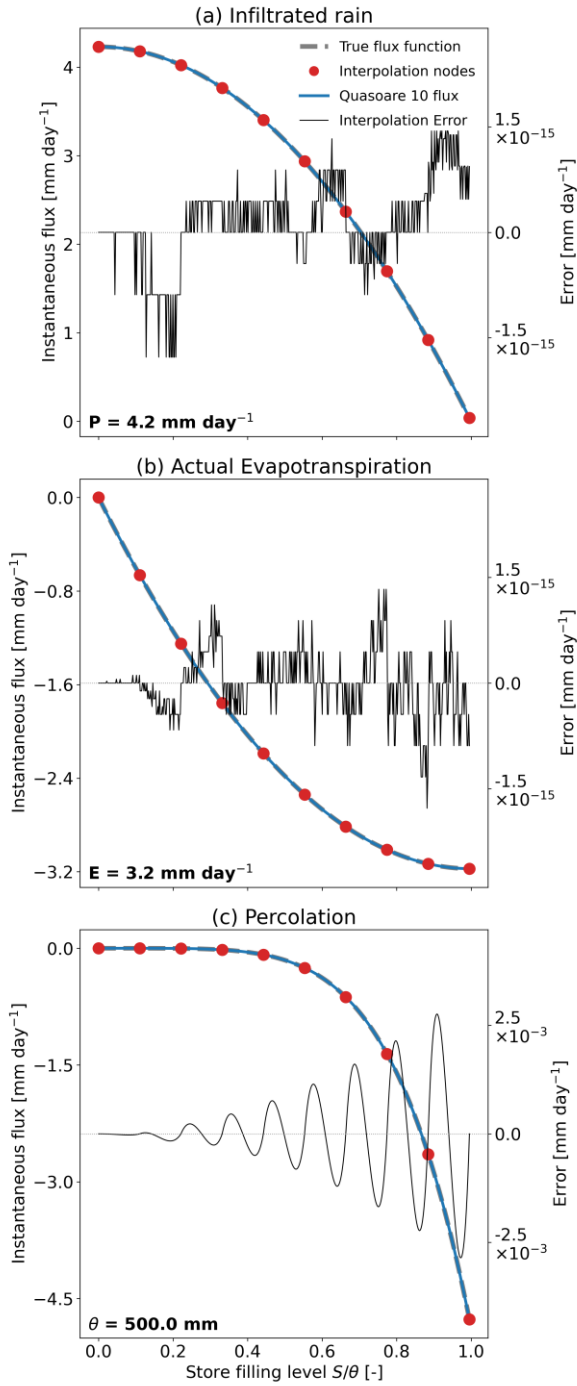 (a) Infiltrated rain
True flux function
Interpolation nodes
Quasoare 10 flux
Interpolation Error
Instantaneous flux [mm day⁻¹]
4
3
2
1
0
1.5
×10⁻¹⁵
0.0
-1.5
×10⁻¹⁵
Error [mm day⁻¹]
P = 4.2 mm day⁻¹
(b) Actual Evapotranspiration
Instantaneous flux [mm day⁻¹]
0.0
−0.8
−1.6
−2.4
−3.2
1.5
×10⁻¹⁵
0.0
-1.5
×10⁻¹⁵
Error [mm day⁻¹]
E = 3.2 mm day⁻¹
(c) Percolation
Instantaneous flux [mm day⁻¹]
0.0
−1.5
−3.0
−4.5
2.5
×10⁻³
0.0
-2.5
×10⁻³
Error [mm day⁻¹]
θ = 500.0 mm
0.0 0.2 0.4 0.6 0.8 1.0
Store filling level S/θ [-]